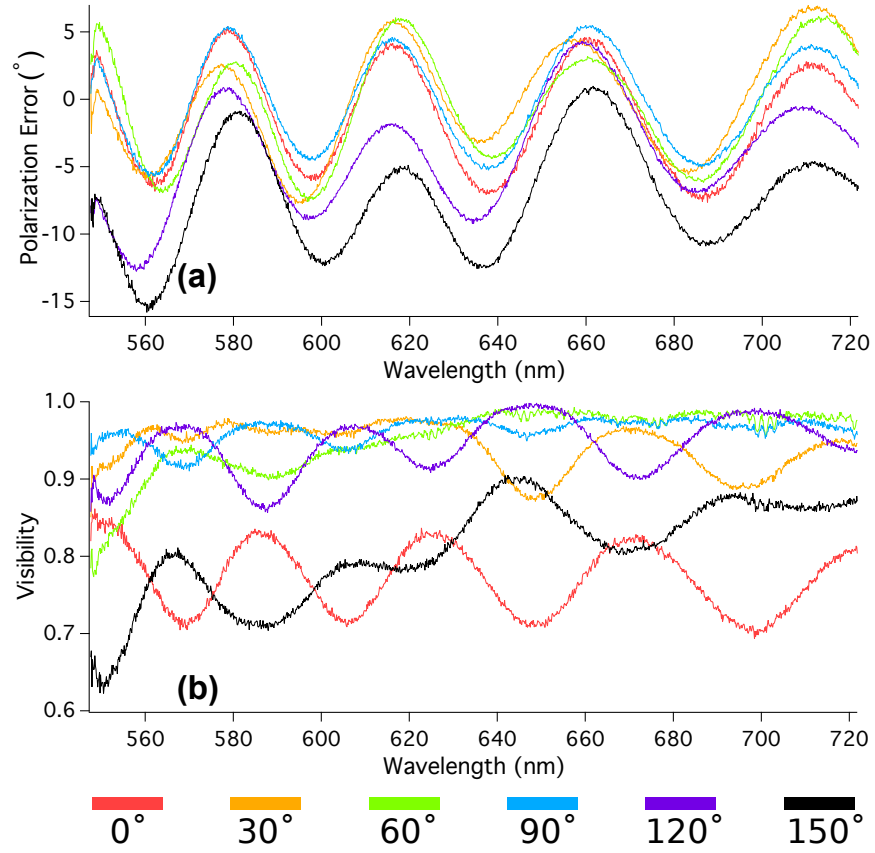 5
0
-5
-10
-15
Polarization Error (°)
(a)
560 580 600 620 640 660 680 700 720
Wavelength (nm)
1.0
0.9
0.8
0.7
0.6
Visibility
(b)
560 580 600 620 640 660 680 700 720
Wavelength (nm)
0° 30° 60° 90° 120° 150°